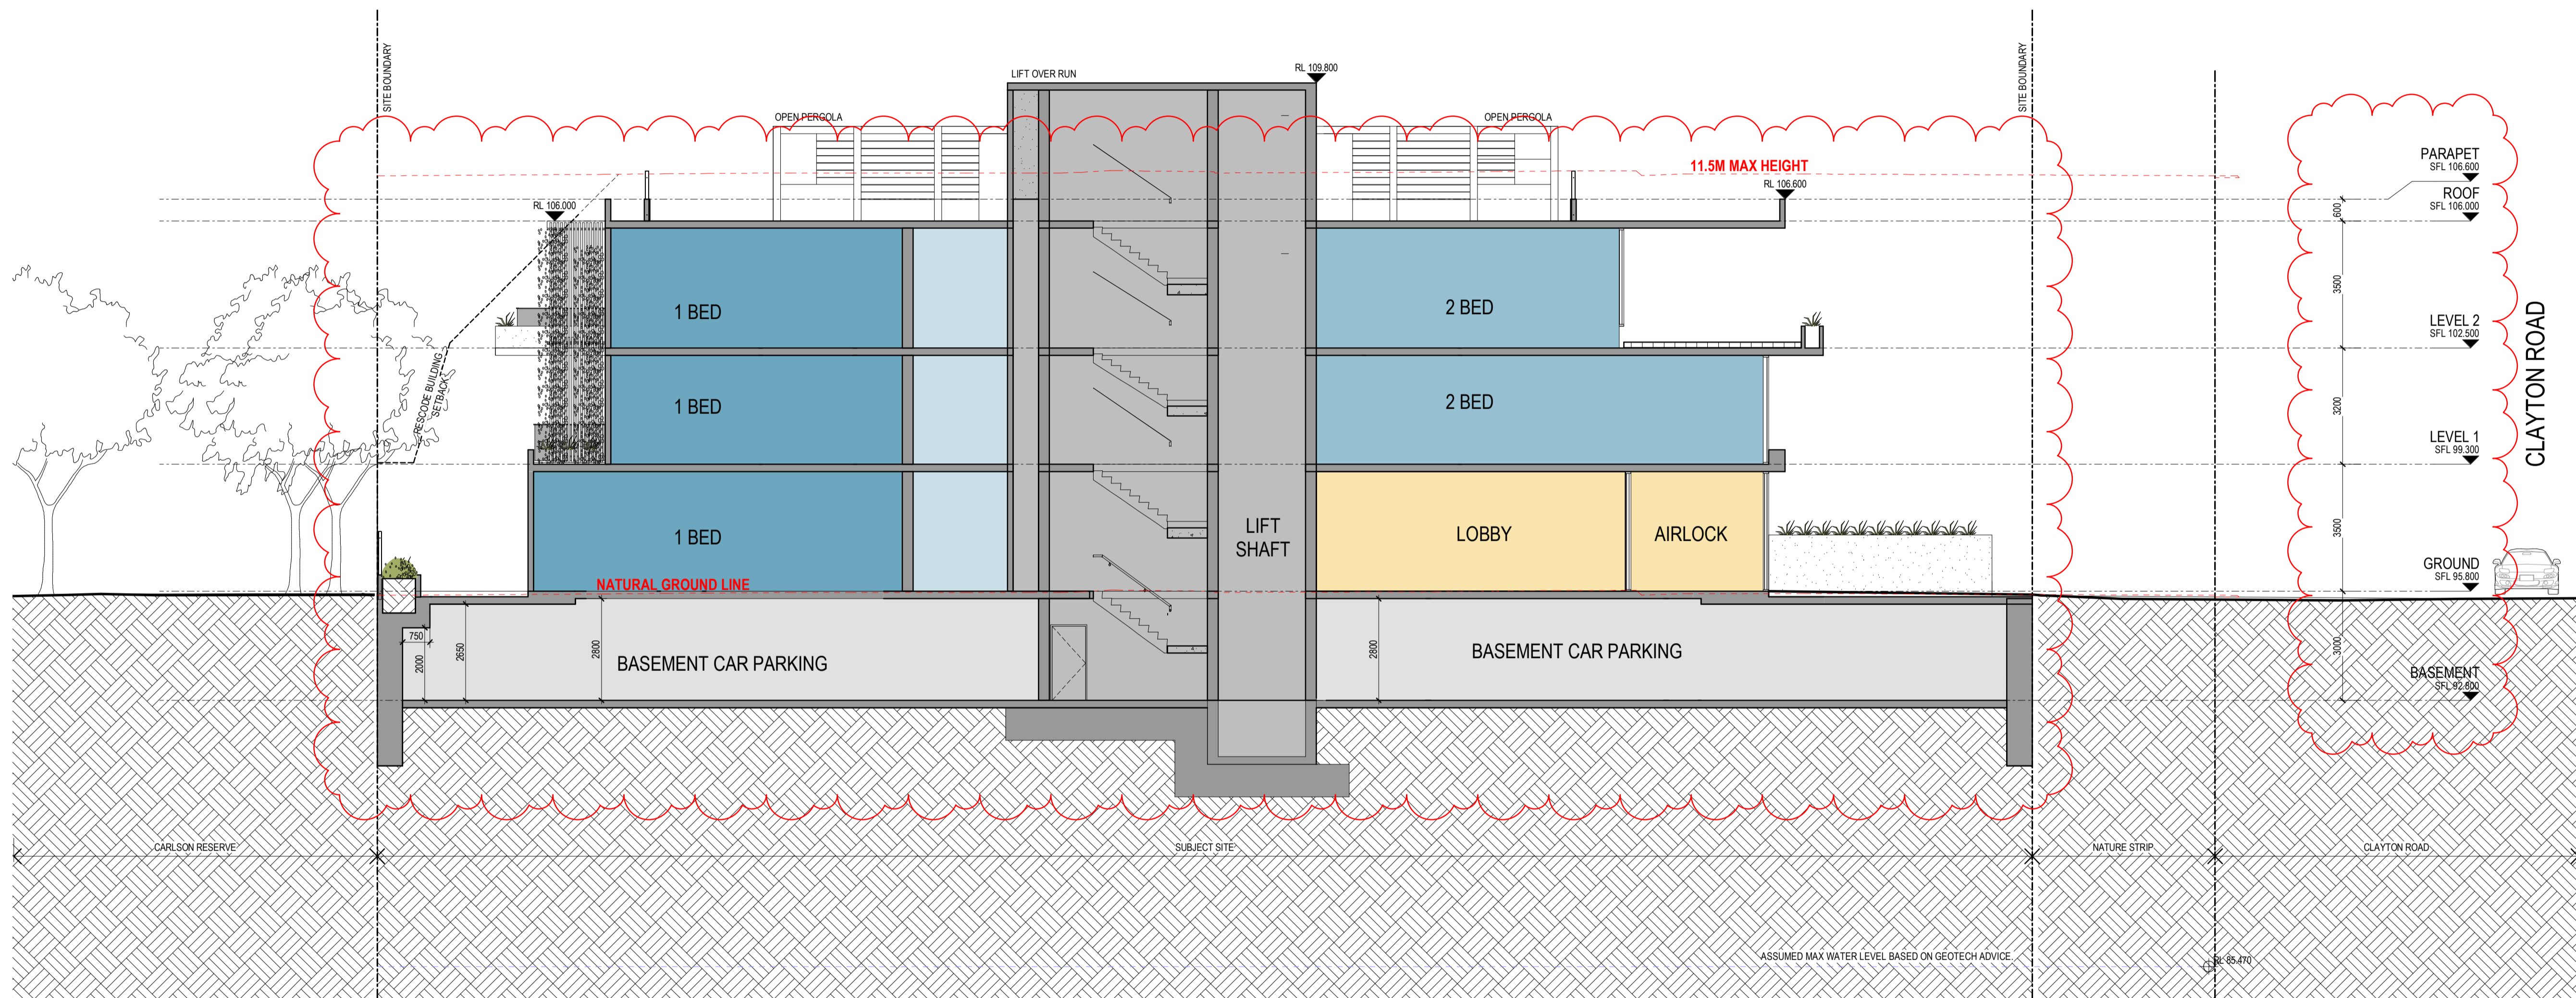 SITE BOUNDARY
LIFT OVER RUN
RL 109.800
SITE BOUNDARY
OPEN PERGOLA
OPEN PERGOLA
11.5M MAX HEIGHT
RL 106.000
RL 106.600
PARAPET
SFL 106.600
ROOF
SFL 106.000
600
3500
1 BED
2 BED
LEVEL 2
SFL 102.500
RESCODE BUILDING
SETBACK
3200
1 BED
2 BED
LEVEL 1
SFL 99.300
CLAYTON ROAD
3500
1 BED
LIFT
SHAFT
LOBBY
AIRLOCK
NATURAL GROUND LINE
GROUND
SFL 95.800
750
2000
2650
2800
BASEMENT CAR PARKING
2800
BASEMENT CAR PARKING
3000
BASEMENT
SFL 92.800
CARLSON RESERVE
SUBJECT SITE
NATURE STRIP
CLAYTON ROAD
ASSUMED MAX WATER LEVEL BASED ON GEOTECH ADVICE.
RL 85.470